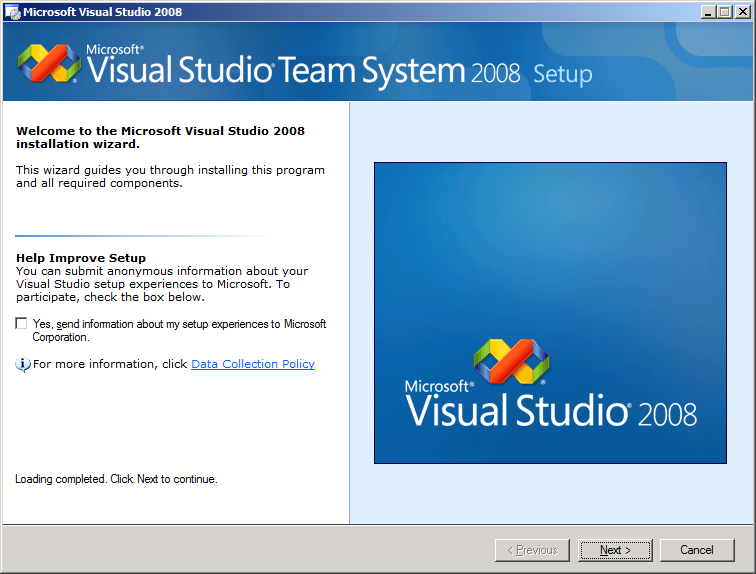 Microsoft Visual Studio 2008
Microsoft®
Visual Studio® Team System 2008 Setup
Welcome to the Microsoft Visual Studio 2008
installation wizard.
This wizard guides you through installing this program
and all required components.
Help Improve Setup
You can submit anonymous information about your
Visual Studio setup experiences to Microsoft. To
participate, check the box below.
Yes, send information about my setup experiences to Microsoft
Corporation.
For more information, click Data Collection Policy
Loading completed. Click Next to continue.
Microsoft®
Visual Studio® 2008
< Previous
Next >
Cancel